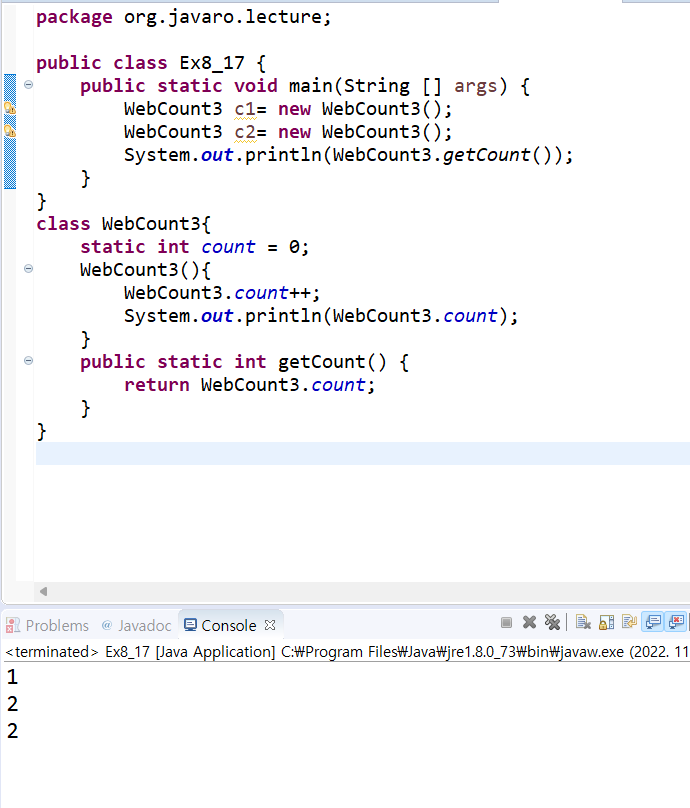 package org.javaro.lecture;
public class Ex8_17 {
    public static void main(String [] args) {
        WebCount3 c1= new WebCount3();
        WebCount3 c2= new WebCount3();
        System.out.println(WebCount3.getCount());
    }
}
class WebCount3{
    static int count = 0;
    WebCount3(){
        WebCount3.count++;
        System.out.println(WebCount3.count);
    }
    public static int getCount() {
        return WebCount3.count;
    }
}
Problems @ Javadoc Console
<terminated> Ex8_17 [Java Application] C:₩Program Files₩Java₩jre1.8.0_73₩bin₩javaw.exe (2022. 11
1
2
2